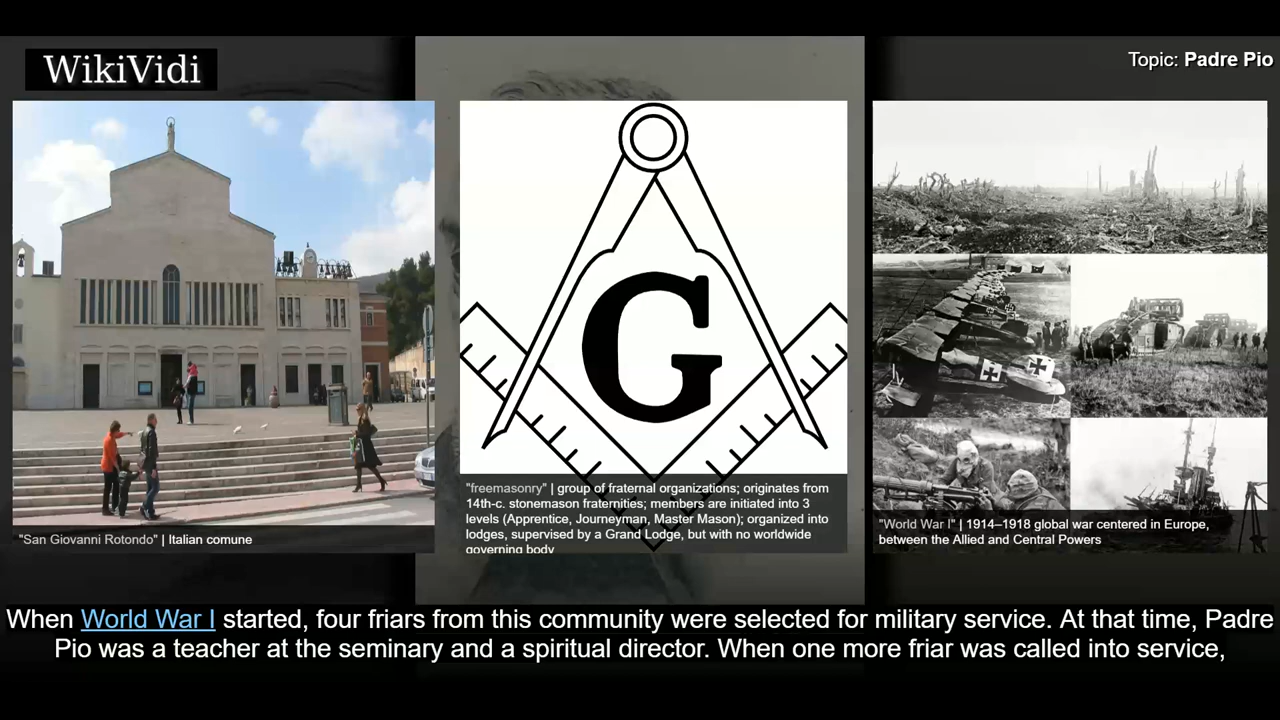 WikiVidi
Topic: Padre Pio
G
"San Giovanni Rotondo" | Italian comune
"freemasonry" | group of fraternal organizations; originates from
14th-c. stonemason fraternities; members are initiated into 3
levels (Apprentice, Journeyman, Master Mason); organized into
lodges, supervised by a Grand Lodge, but with no worldwide
governing body
"World War I" | 1914–1918 global war centered in Europe,
between the Allied and Central Powers
When World War I started, four friars from this community were selected for military service. At that time, Padre
Pio was a teacher at the seminary and a spiritual director. When one more friar was called into service,